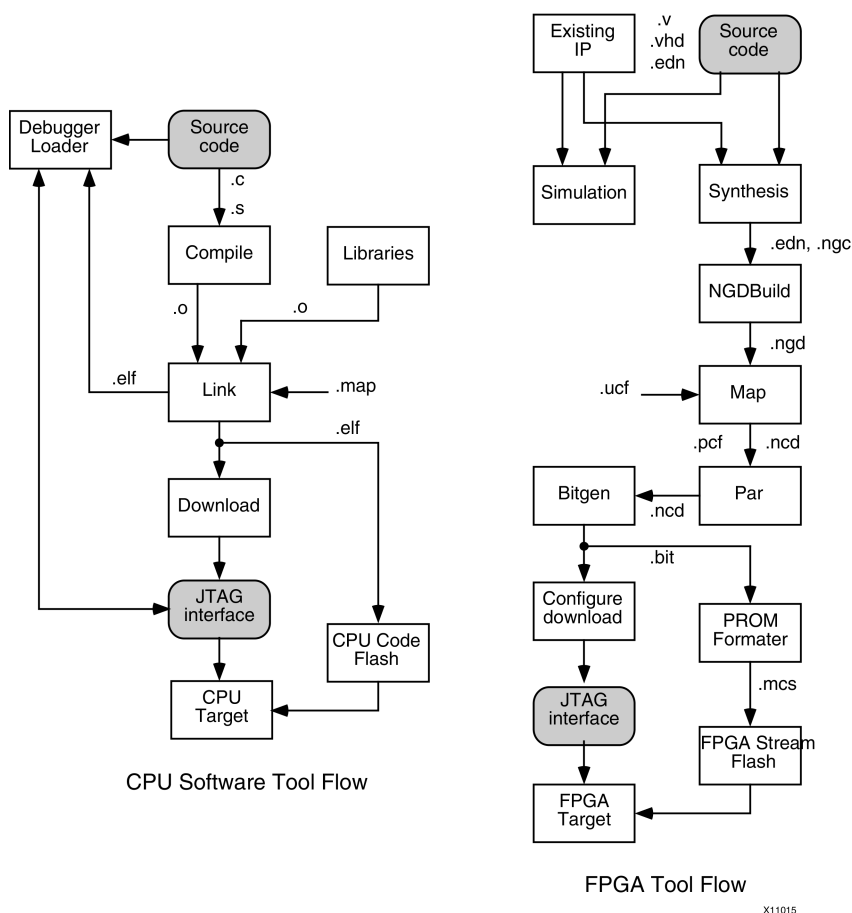 Debugger
Loader
Source
code
.c
.s
Compile
Libraries
.o
.o
.elf
Link
.map
.elf
Download
JTAG
interface
CPU Code
Flash
CPU
Target
CPU Software Tool Flow
Existing
IP
.v
.vhd
.edn
Source
code
Simulation
Synthesis
.edn, .ngc
NGDBuild
.ngd
.ucf
Map
.pcf
.ncd
Bitgen
.ncd
Par
.bit
Configure
download
PROM
Formater
.mcs
JTAG
interface
FPGA Stream
Flash
FPGA
Target
FPGA Tool Flow
X11015